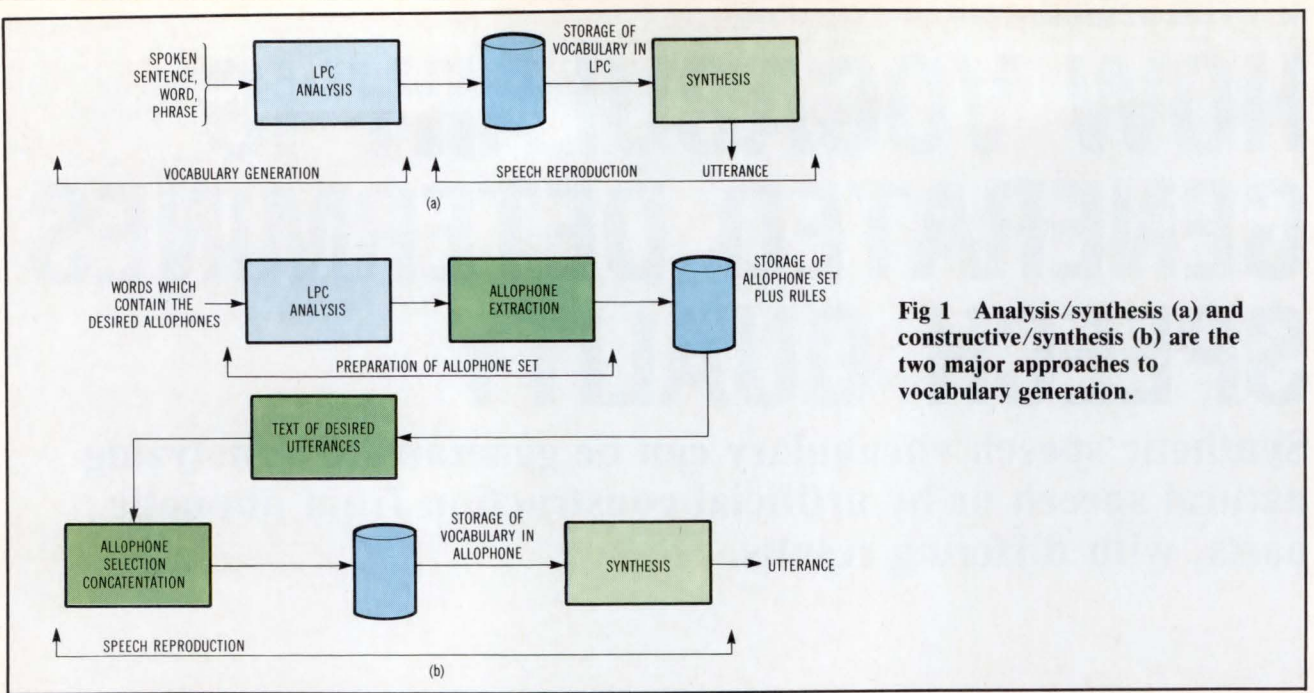 SPOKEN
SENTENCE,
WORD,
PHRASE
LPC
ANALYSIS
STORAGE OF
VOCABULARY IN
LPC
SYNTHESIS
VOCABULARY GENERATION
SPEECH REPRODUCTION
UTTERANCE
(a)
WORDS WHICH
CONTAIN THE
DESIRED ALLOPHONES
LPC
ANALYSIS
ALLOPHONE
EXTRACTION
STORAGE OF
ALLOPHONE SET
PLUS RULES
PREPARATION OF ALLOPHONE SET
Fig 1 Analysis/synthesis (a) and
constructive/synthesis (b) are the
two major approaches to
vocabulary generation.
TEXT OF DESIRED
UTTERANCES
ALLOPHONE
SELECTION
CONCATENTATION
STORAGE OF
VOCABULARY IN
ALLOPHONE
SYNTHESIS
UTTERANCE
SPEECH REPRODUCTION
(b)